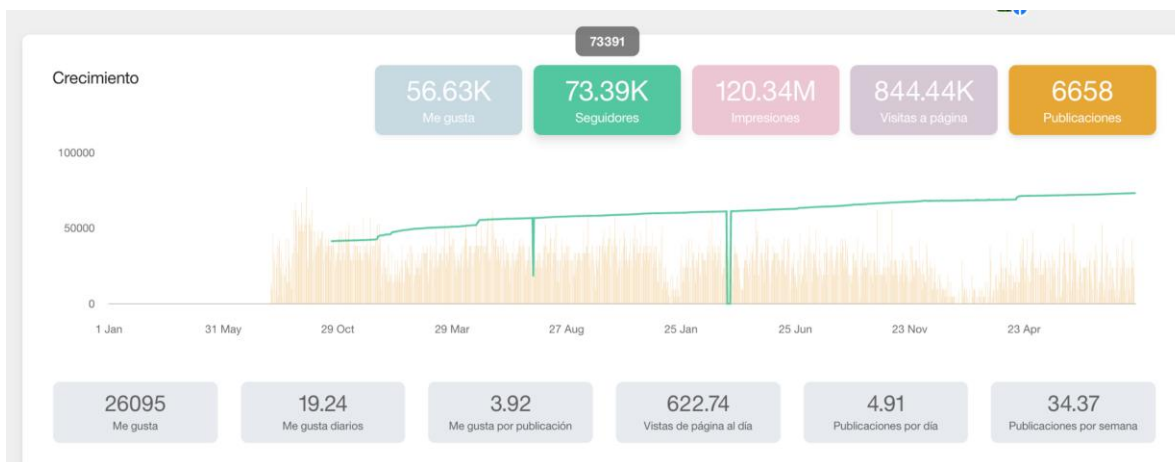 73391
Crecimiento
56.63K
Me gusta
73.39K
Seguidores
120.34M
Impresiones
844.44K
Visitas a página
6658
Publicaciones
100000
50000
0
1 Jan 31 May 29 Oct 29 Mar 27 Aug 25 Jan 25 Jun 23 Nov 23 Apr
26095
Me gusta
19.24
Me gusta diarios
3.92
Me gusta por publicación
622.74
Vistas de página al día
4.91
Publicaciones por día
34.37
Publicaciones por semana